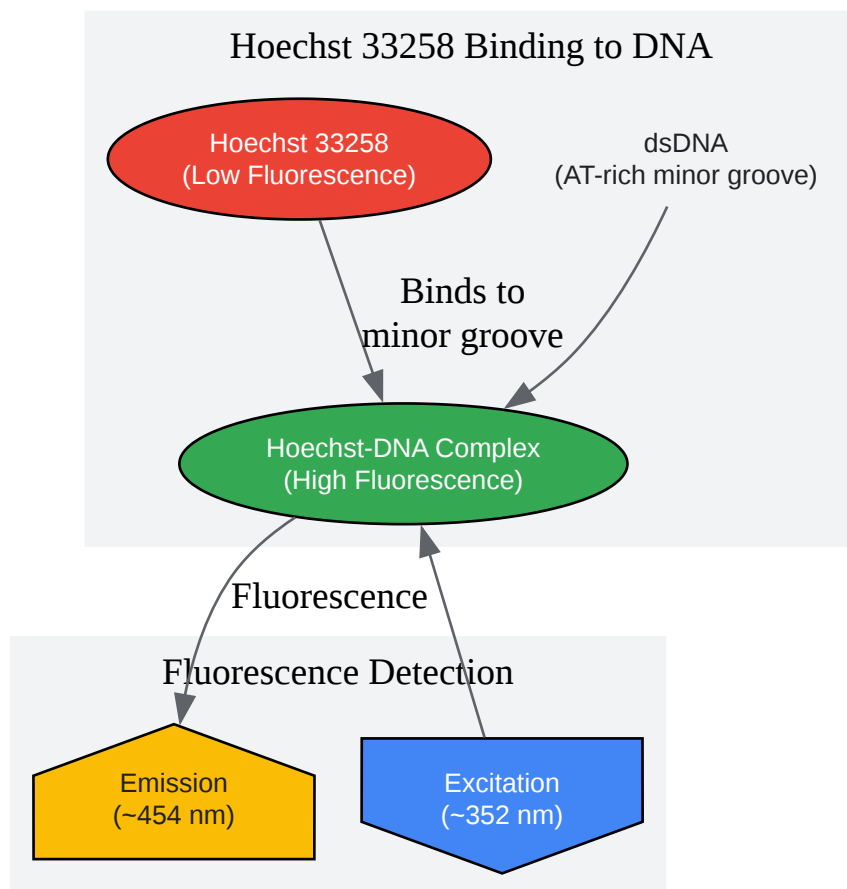 Hoechst 33258 Binding to DNA
Hoechst 33258
(Low Fluorescence)
dsDNA
(AT-rich minor groove)
Binds to
minor groove
Hoechst-DNA Complex
(High Fluorescence)
Fluorescence
Fluorescence Detection
Emission
(~454 nm)
Excitation
(~352 nm)